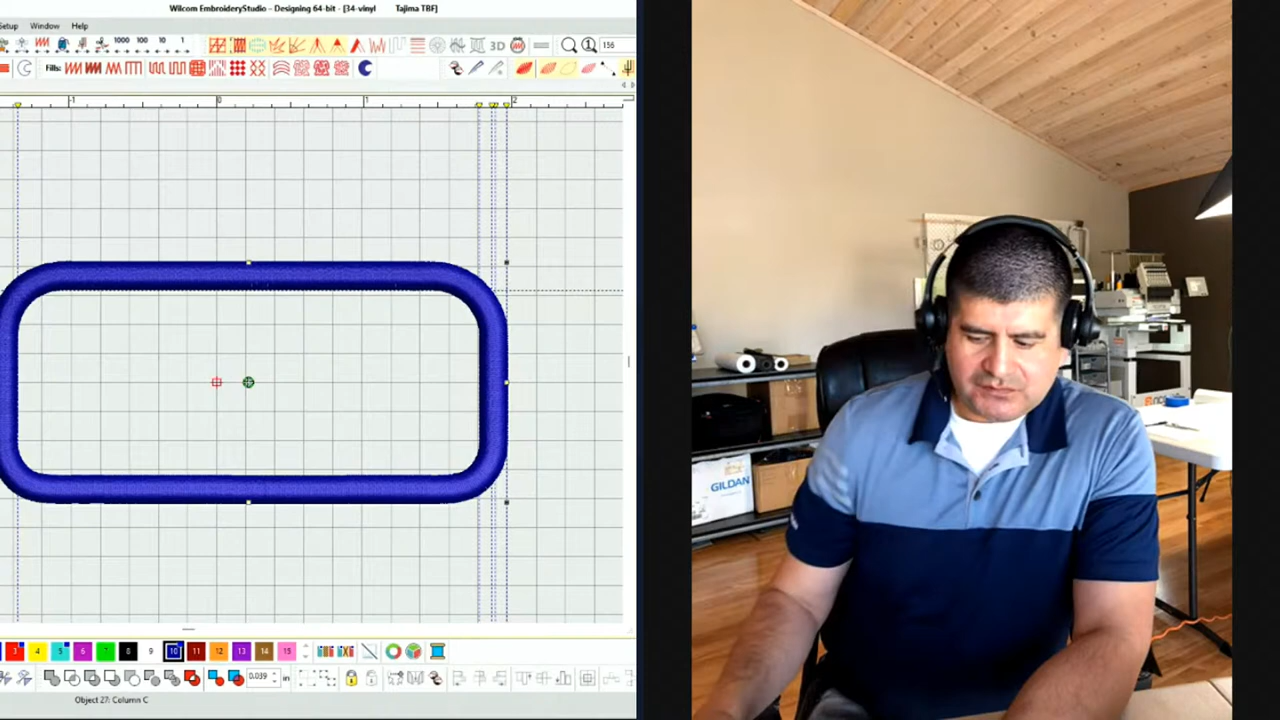 Wilcom EmbroideryStudio – Designing 64-bit - [34-vinyl Tajima TBF]
Setup Window Help
1000 100 10 1 3D 156
Fills:
-1 0 1 2
GILDAN
3 4 5 6 7 8 9 10 11 12 13 14 15
0.039 in
Object 27: Column C